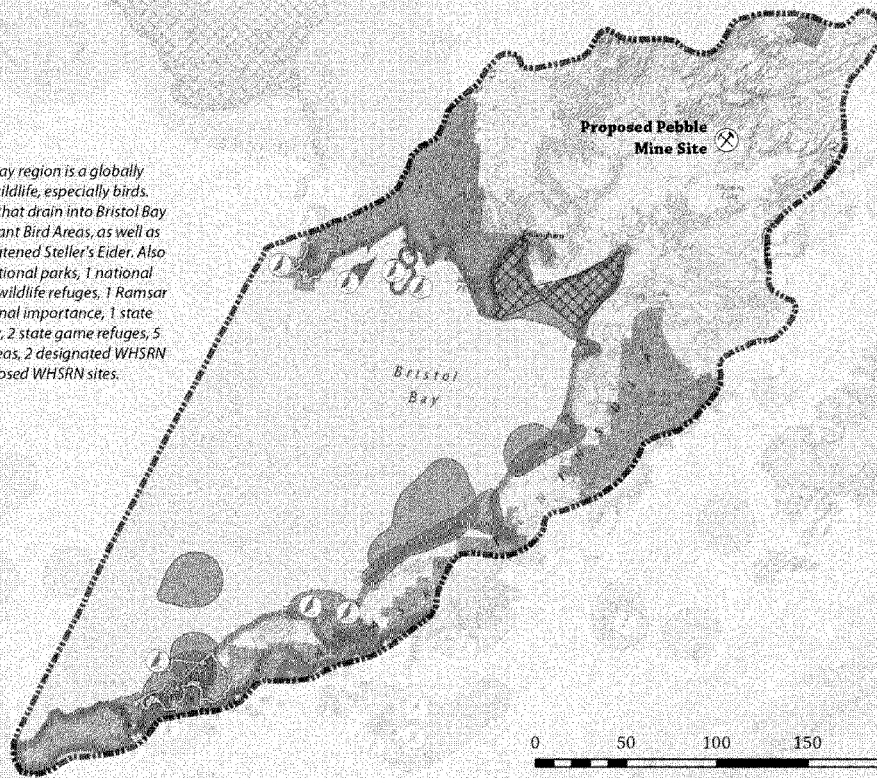 Proposed Pebble
Mine Site
ay region is a globally
ildlife, especially birds.
that drain into Bristol Bay
ant Bird Areas, as well as
tened Steller's Eider. Also
tional parks, 1 national
wildlife refuges, 1 Ramsar
nal importance, 1 state
, 2 state game refuges, 5
eas, 2 designated WHSRN
osed WHSRN sites.
Bristol
Bay
0 50 100 150